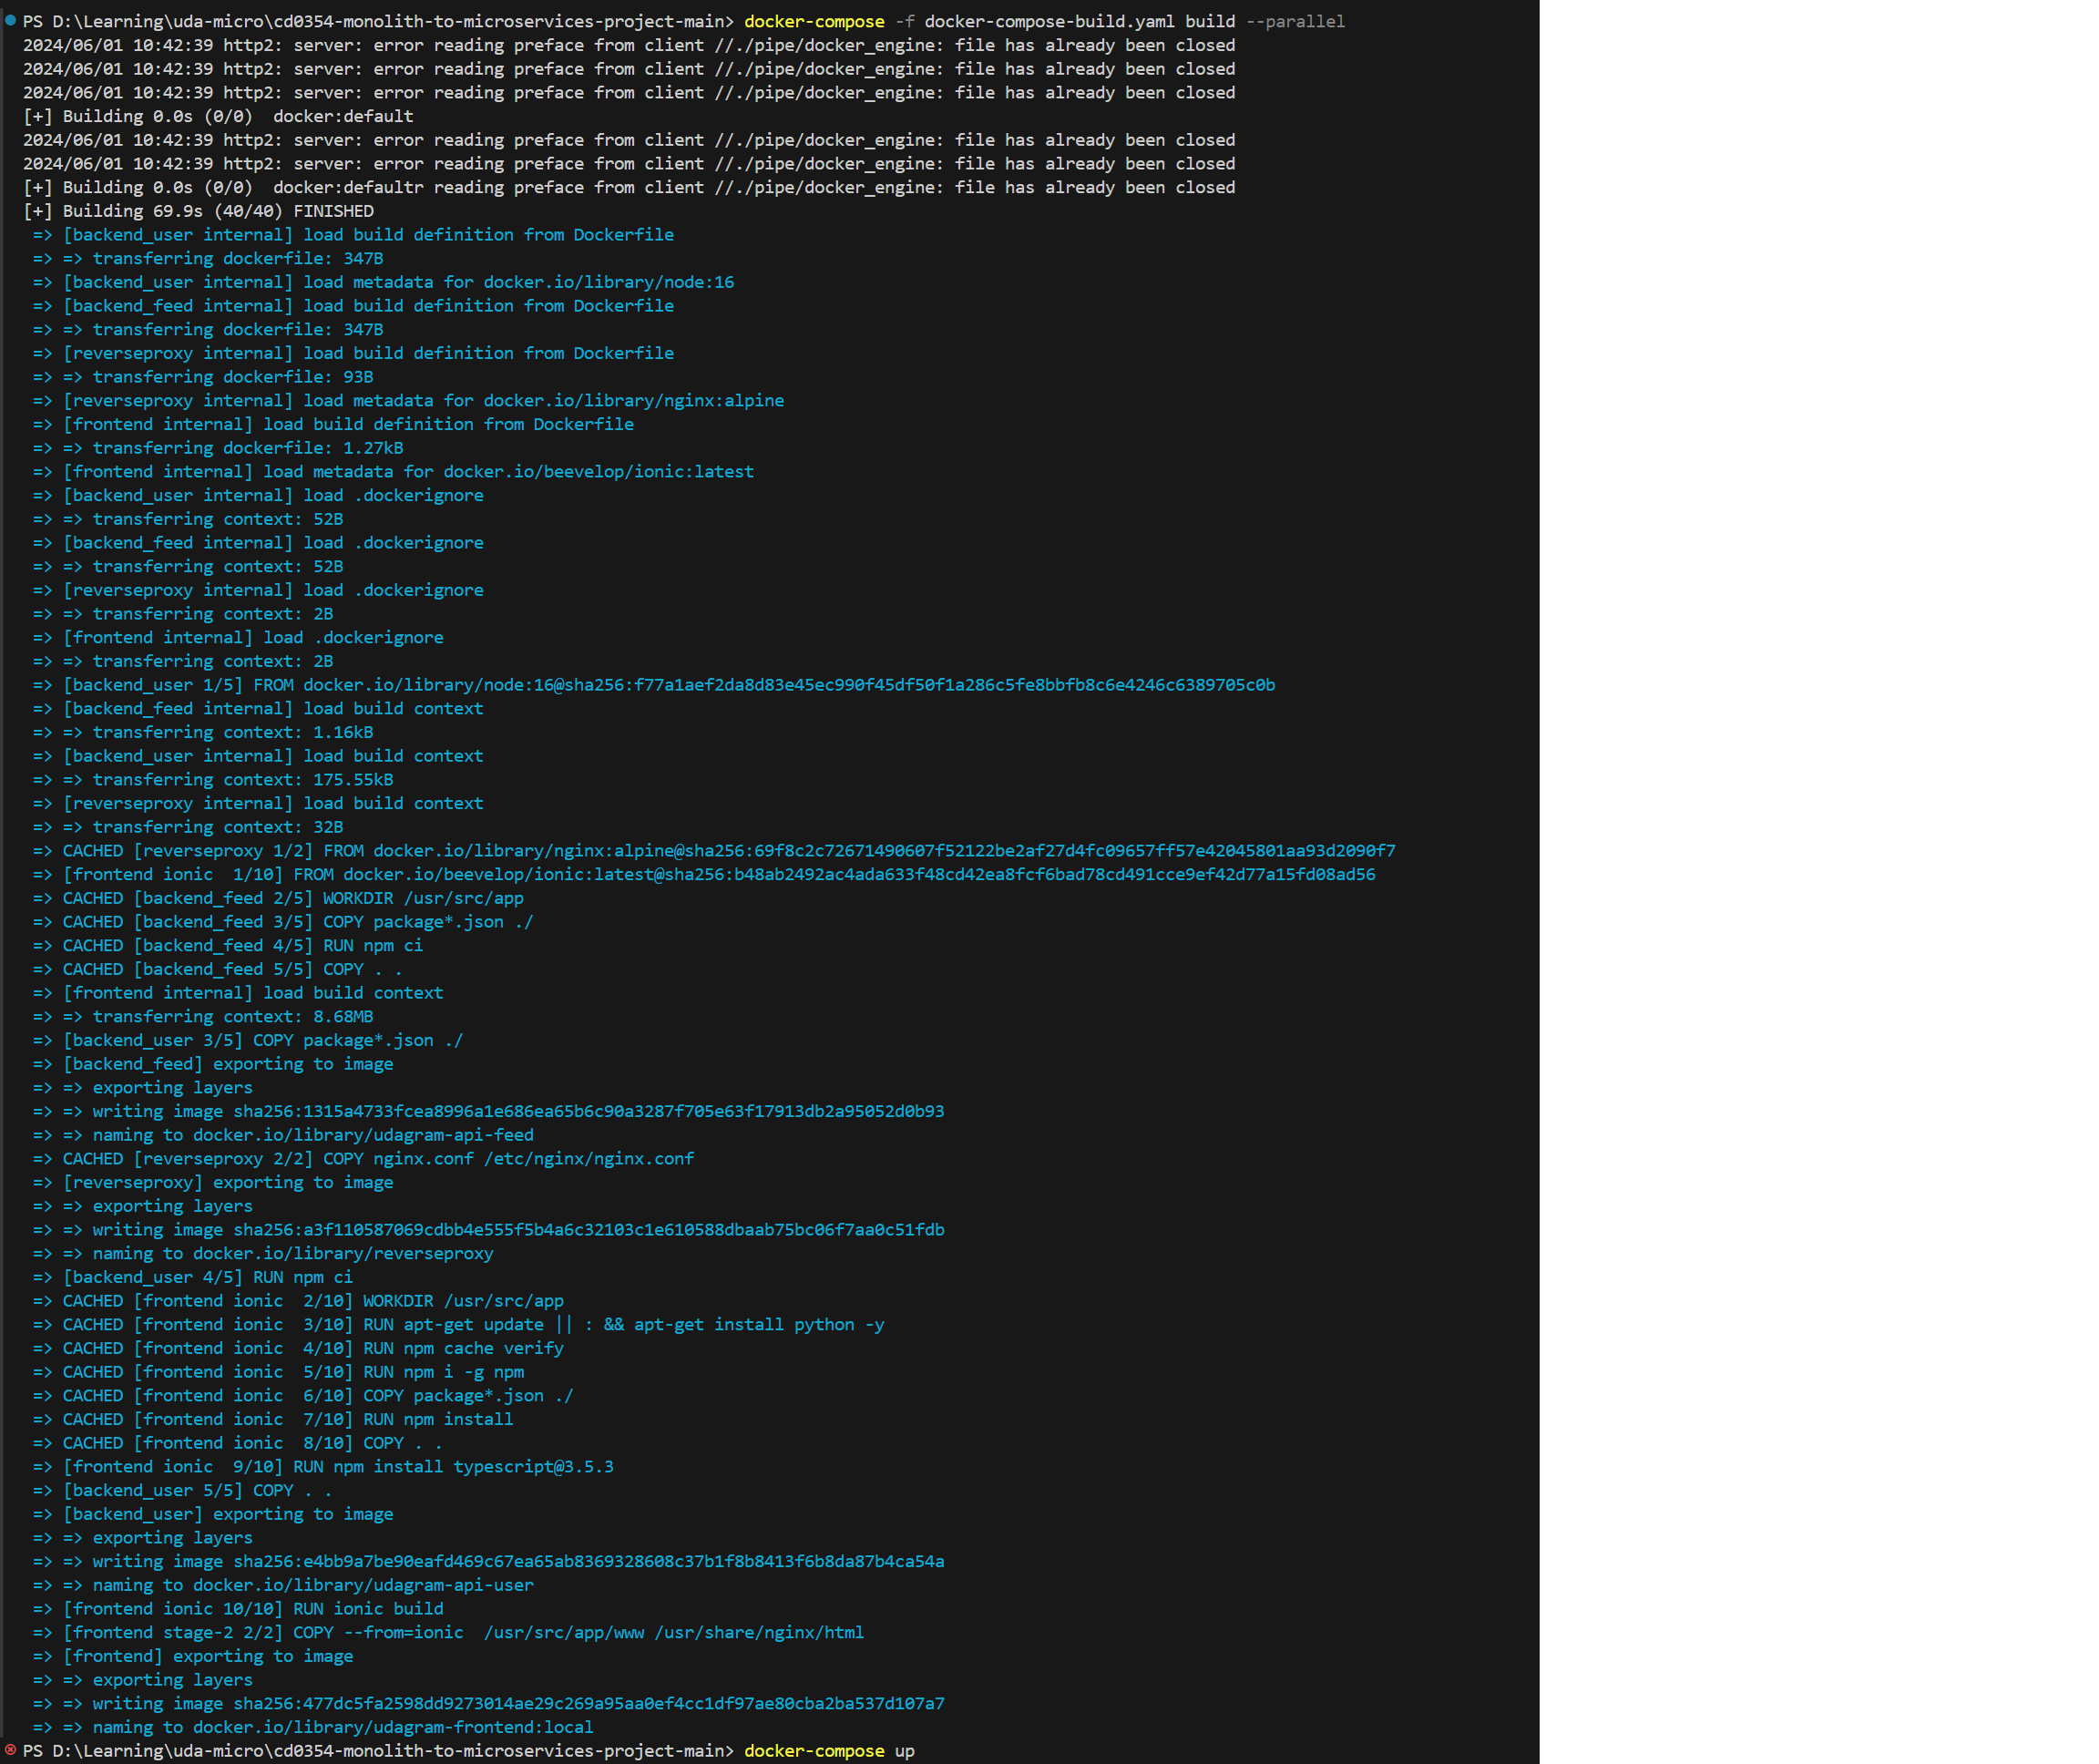 PS D:\Learning\uda-micro\cd0354-monolith-to-microservices-project-main> docker-compose -f docker-compose-build.yaml build --parallel
2024/06/01 10:42:39 http2: server: error reading preface from client //./pipe/docker_engine: file has already been closed
2024/06/01 10:42:39 http2: server: error reading preface from client //./pipe/docker_engine: file has already been closed
2024/06/01 10:42:39 http2: server: error reading preface from client //./pipe/docker_engine: file has already been closed
[+] Building 0.0s (0/0)  docker:default
2024/06/01 10:42:39 http2: server: error reading preface from client //./pipe/docker_engine: file has already been closed
2024/06/01 10:42:39 http2: server: error reading preface from client //./pipe/docker_engine: file has already been closed
[+] Building 0.0s (0/0)  docker:defaultr reading preface from client //./pipe/docker_engine: file has already been closed
[+] Building 69.9s (40/40) FINISHED
=> [backend_user internal] load build definition from Dockerfile
=> => transferring dockerfile: 347B
=> [backend_user internal] load metadata for docker.io/library/node:16
=> [backend_feed internal] load build definition from Dockerfile
=> => transferring dockerfile: 347B
=> [reverseproxy internal] load build definition from Dockerfile
=> => transferring dockerfile: 93B
=> [reverseproxy internal] load metadata for docker.io/library/nginx:alpine
=> [frontend internal] load build definition from Dockerfile
=> => transferring dockerfile: 1.27kB
=> [frontend internal] load metadata for docker.io/beevelop/ionic:latest
=> [backend_user internal] load .dockerignore
=> => transferring context: 52B
=> [backend_feed internal] load .dockerignore
=> => transferring context: 52B
=> [reverseproxy internal] load .dockerignore
=> => transferring context: 2B
=> [frontend internal] load .dockerignore
=> => transferring context: 2B
=> [backend_user 1/5] FROM docker.io/library/node:16@sha256:f77a1aef2da8d83e45ec990f45df50f1a286c5fe8bbfb8c6e4246c6389705c0b
=> [backend_feed internal] load build context
=> => transferring context: 1.16kB
=> [backend_user internal] load build context
=> => transferring context: 175.55kB
=> [reverseproxy internal] load build context
=> => transferring context: 32B
=> CACHED [reverseproxy 1/2] FROM docker.io/library/nginx:alpine@sha256:69f8c2c72671490607f52122be2af27d4fc09657ff57e42045801aa93d2090f7
=> [frontend ionic  1/10] FROM docker.io/beevelop/ionic:latest@sha256:b48ab2492ac4ada633f48cd42ea8fcf6bad78cd491cce9ef42d77a15fd08ad56
=> CACHED [backend_feed 2/5] WORKDIR /usr/src/app
=> CACHED [backend_feed 3/5] COPY package*.json ./
=> CACHED [backend_feed 4/5] RUN npm ci
=> CACHED [backend_feed 5/5] COPY . .
=> [frontend internal] load build context
=> => transferring context: 8.68MB
=> [backend_user 3/5] COPY package*.json ./
=> [backend_feed] exporting to image
=> => exporting layers
=> => writing image sha256:1315a4733fcea8996a1e686ea65b6c90a3287f705e63f17913db2a95052d0b93
=> => naming to docker.io/library/udagram-api-feed
=> CACHED [reverseproxy 2/2] COPY nginx.conf /etc/nginx/nginx.conf
=> [reverseproxy] exporting to image
=> => exporting layers
=> => writing image sha256:a3f110587069cdbb4e555f5b4a6c32103c1e610588dbaab75bc06f7aa0c51fdb
=> => naming to docker.io/library/reverseproxy
=> [backend_user 4/5] RUN npm ci
=> CACHED [frontend ionic  2/10] WORKDIR /usr/src/app
=> CACHED [frontend ionic  3/10] RUN apt-get update || : && apt-get install python -y
=> CACHED [frontend ionic  4/10] RUN npm cache verify
=> CACHED [frontend ionic  5/10] RUN npm i -g npm
=> CACHED [frontend ionic  6/10] COPY package*.json ./
=> CACHED [frontend ionic  7/10] RUN npm install
=> CACHED [frontend ionic  8/10] COPY . .
=> [frontend ionic  9/10] RUN npm install typescript@3.5.3
=> [backend_user 5/5] COPY . .
=> [backend_user] exporting to image
=> => exporting layers
=> => writing image sha256:e4bb9a7be90eafd469c67ea65ab8369328608c37b1f8b8413f6b8da87b4ca54a
=> => naming to docker.io/library/udagram-api-user
=> [frontend ionic 10/10] RUN ionic build
=> [frontend stage-2 2/2] COPY --from=ionic  /usr/src/app/www /usr/share/nginx/html
=> [frontend] exporting to image
=> => exporting layers
=> => writing image sha256:477dc5fa2598dd9273014ae29c269a95aa0ef4cc1df97ae80cba2ba537d107a7
=> => naming to docker.io/library/udagram-frontend:local
PS D:\Learning\uda-micro\cd0354-monolith-to-microservices-project-main> docker-compose up